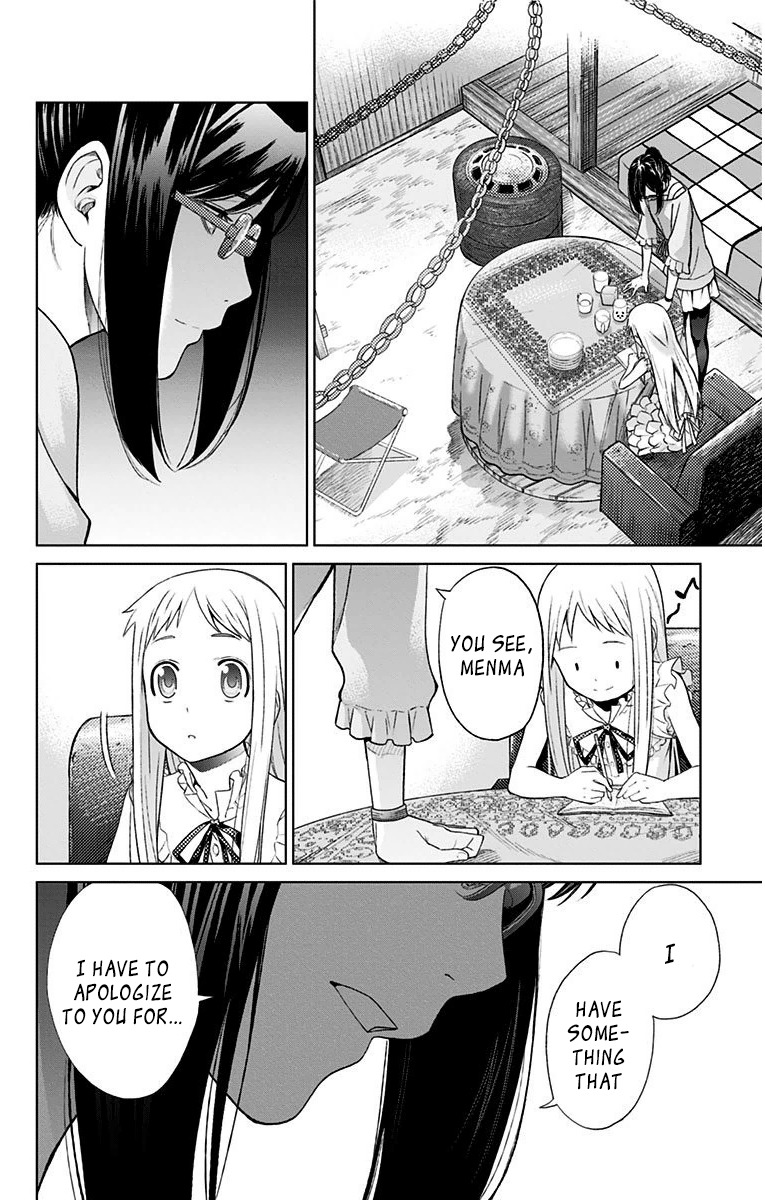 YOU SEE,
MENMA
I
HAVE
SOME-
THING
THAT
I HAVE TO
APOLOGIZE
TO YOU FOR...